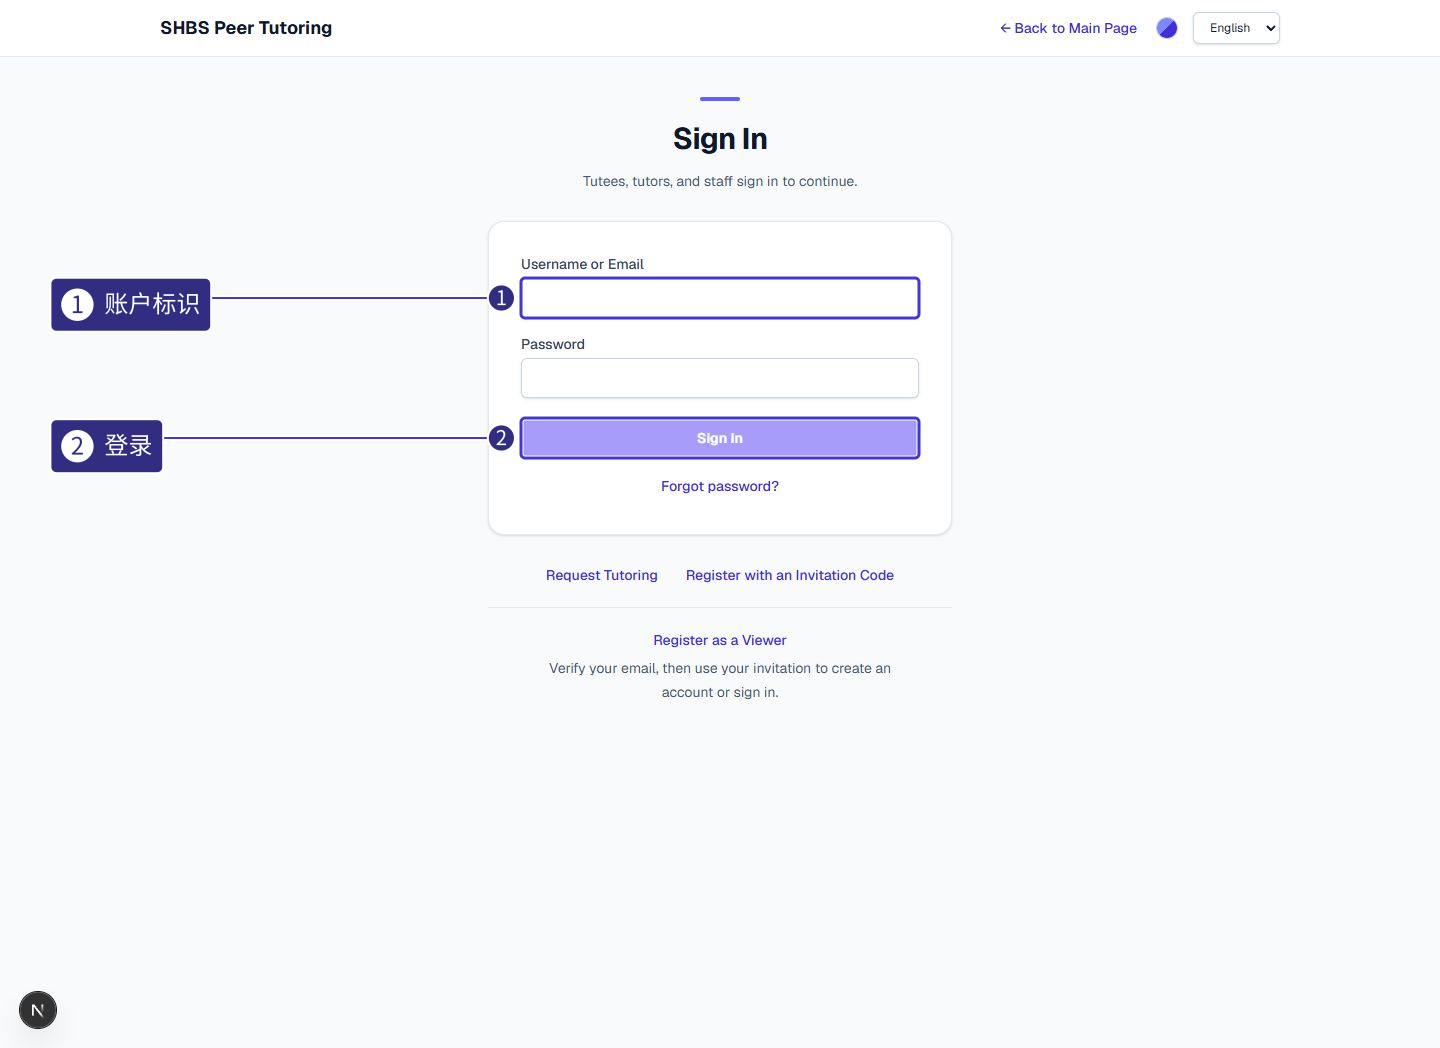 SHBS Peer Tutoring
← Back to Main Page
English
Sign In
Tutees, tutors, and staff sign in to continue.
Username or Email
1 账户标识
1
Password
2 登录
2
Sign In
Forgot password?
Request Tutoring
Register with an Invitation Code
Register as a Viewer
Verify your email, then use your invitation to create an
account or sign in.
N